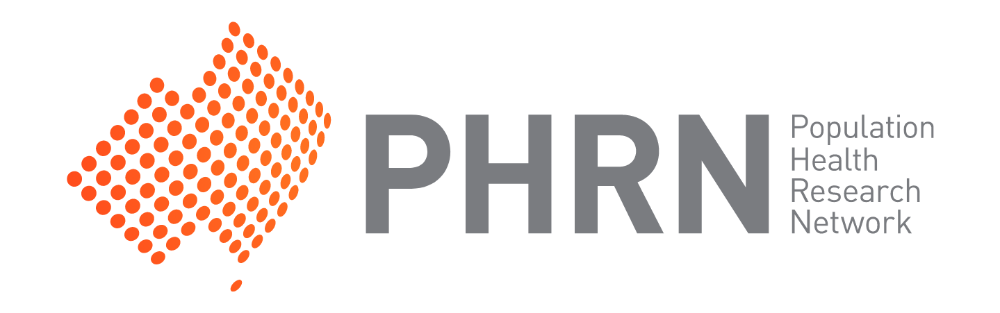 PHRN
Population
Health
Research
Network